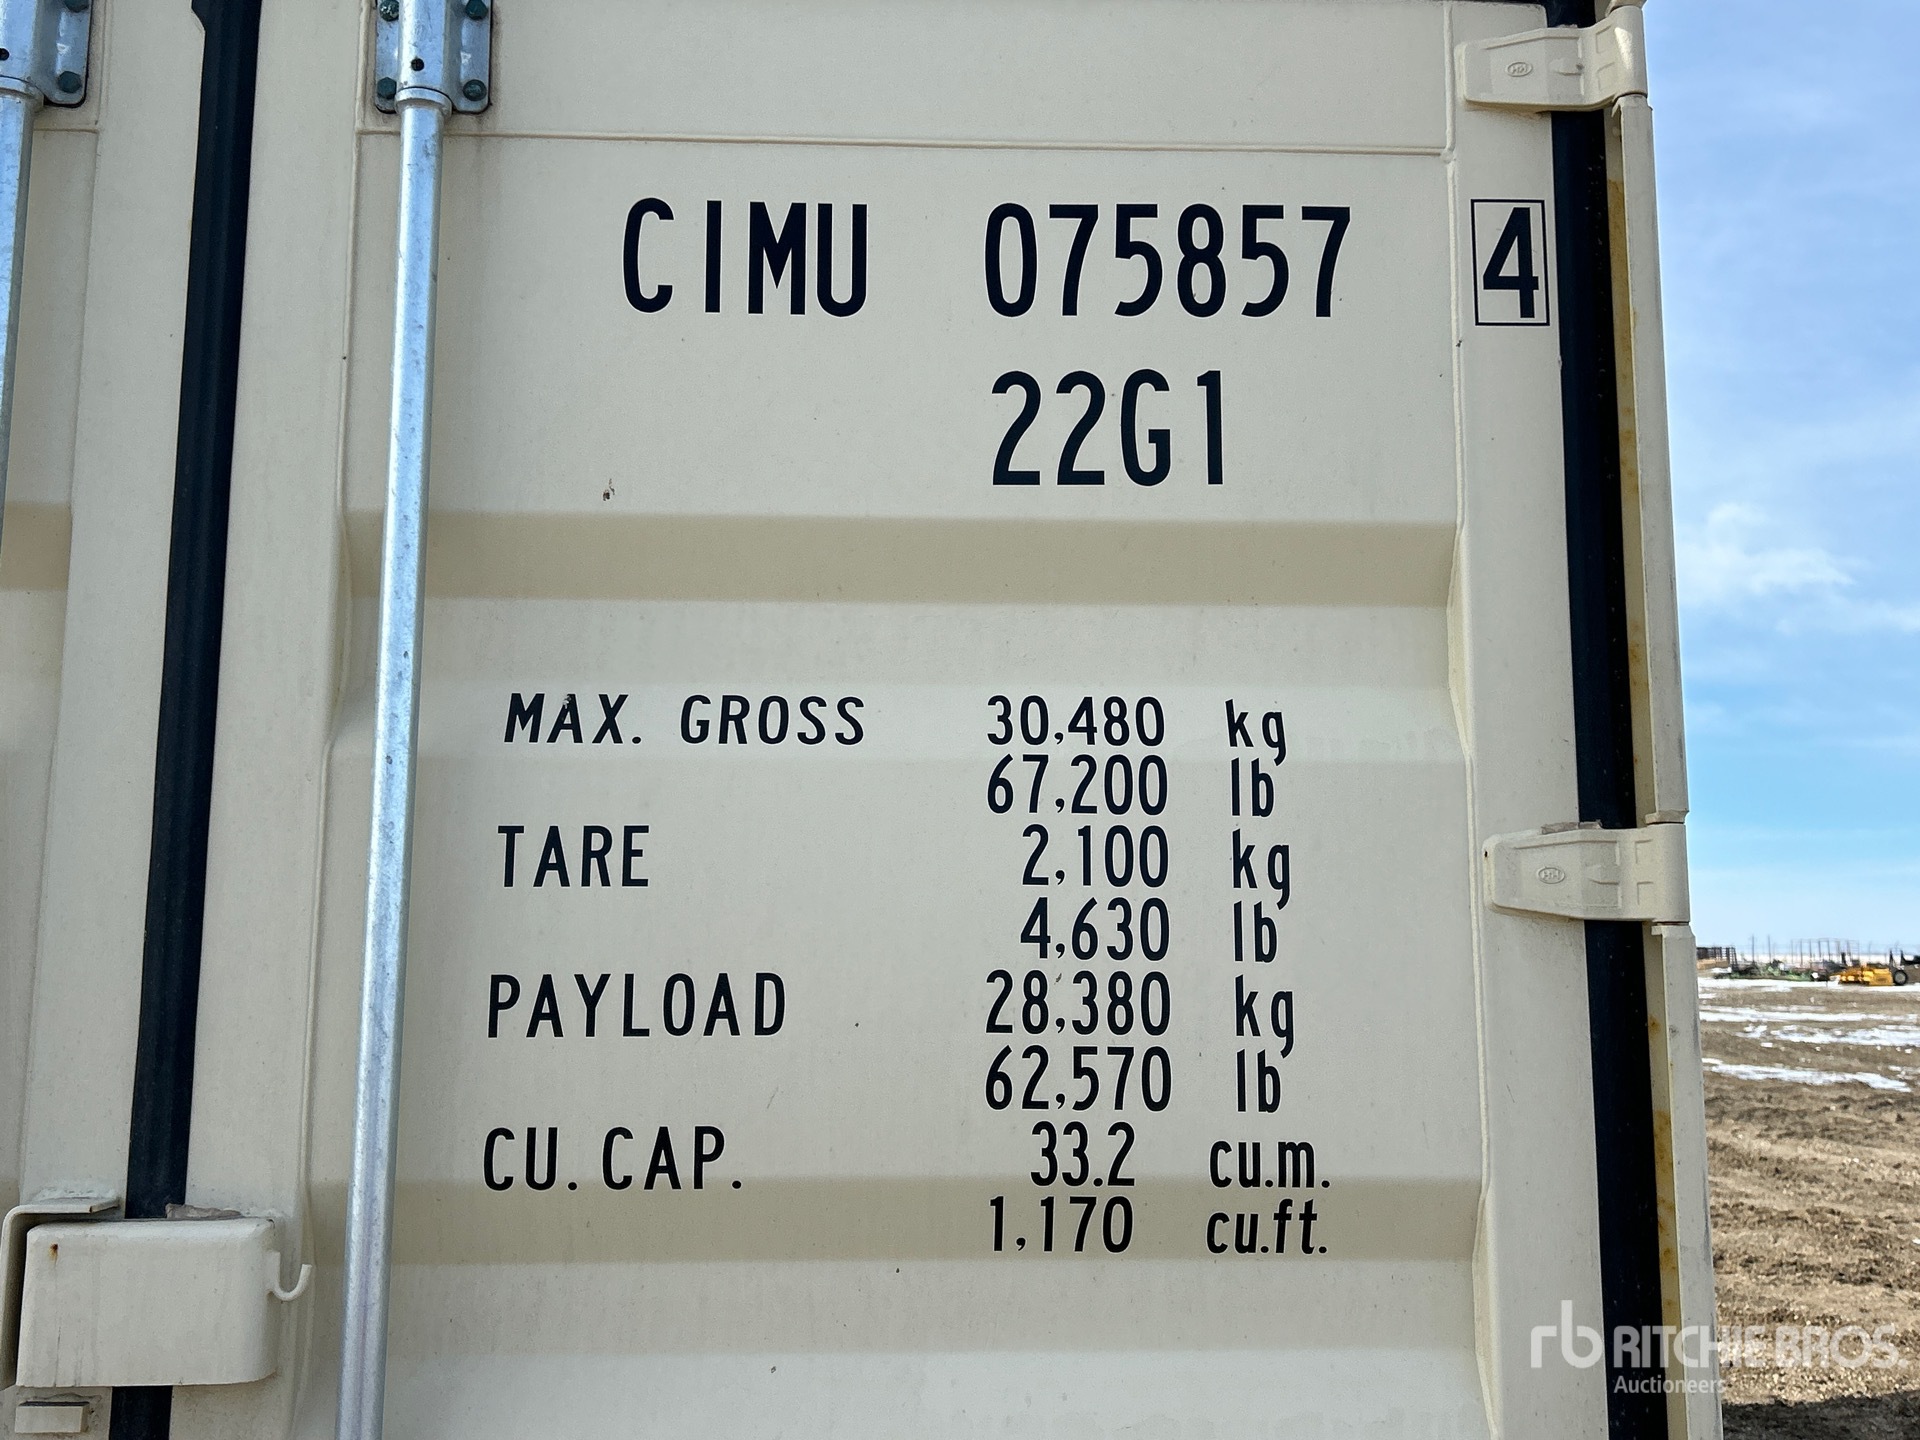 CIMU 075857 4
22G1
MAX. GROSS 30,480 kg
67,200 lb
TARE 2,100 kg
4,630 lb
PAYLOAD 28,380 kg
62,570 lb
CU. CAP. 33.2 cu.m.
1,170 cu.ft.
rb RITCHIE BROS.
Auctioneers